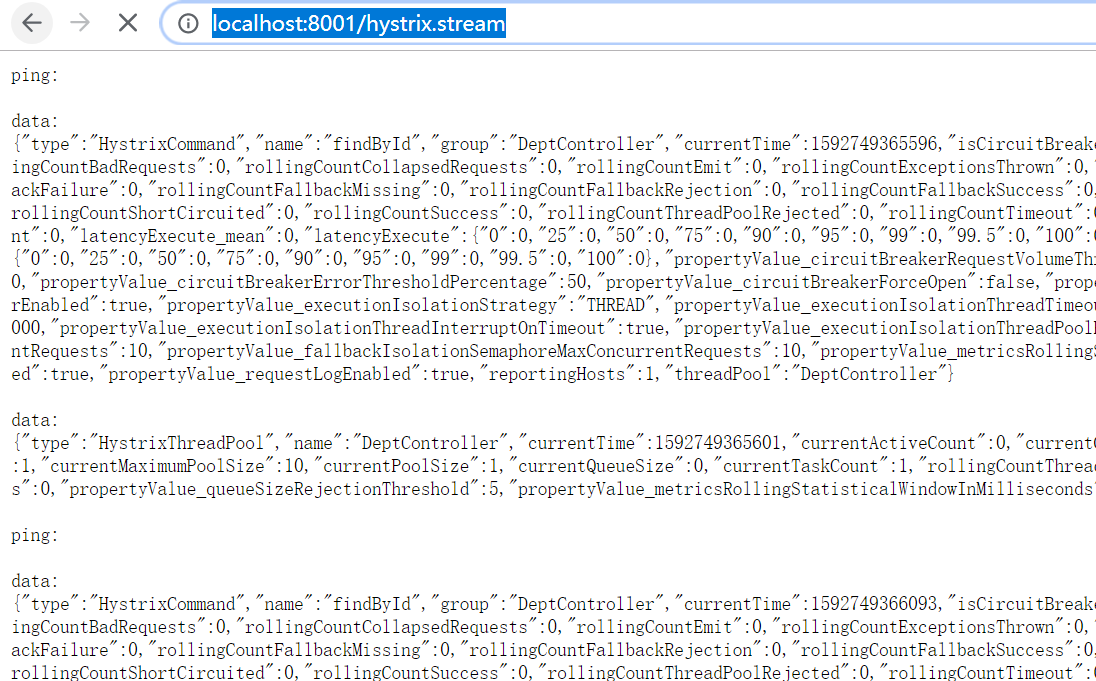 localhost:8001/hystrix.stream
ping:
data:
{"type":"HystrixCommand","name":"findById","group":"DeptController","currentTime":1592749365596,"isCircuitBreake
ingCountBadRequests":0,"rollingCountCollapsedRequests":0,"rollingCountEmit":0,"rollingCountExceptionsThrown":0,"
ackFailure":0,"rollingCountFallbackMissing":0,"rollingCountFallbackRejection":0,"rollingCountFallbackSuccess":0,
rollingCountShortCircuited":0,"rollingCountSuccess":0,"rollingCountThreadPoolRejected":0,"rollingCountTimeout":0
nt":0,"latencyExecute_mean":0,"latencyExecute":{"0":0,"25":0,"50":0,"75":0,"90":0,"95":0,"99":0,"99.5":0,"100":0
{"0":0,"25":0,"50":0,"75":0,"90":0,"95":0,"99":0,"99.5":0,"100":0},"propertyValue_circuitBreakerRequestVolumeThr
0,"propertyValue_circuitBreakerErrorThresholdPercentage":50,"propertyValue_circuitBreakerForceOpen":false,"prope
rEnabled":true,"propertyValue_executionIsolationStrategy":"THREAD","propertyValue_executionIsolationThreadTimeou
000,"propertyValue_executionIsolationThreadInterruptOnTimeout":true,"propertyValue_executionIsolationThreadPoolK
ntRequests":10,"propertyValue_fallbackIsolationSemaphoreMaxConcurrentRequests":10,"propertyValue_metricsRollingS
ed":true,"propertyValue_requestLogEnabled":true,"reportingHosts":1,"threadPool":"DeptController"}
data:
{"type":"HystrixThreadPool","name":"DeptController","currentTime":1592749365601,"currentActiveCount":0,"currentC
:1,"currentMaximumPoolSize":10,"currentPoolSize":1,"currentQueueSize":0,"currentTaskCount":1,"rollingCountThread
s":0,"propertyValue_queueSizeRejectionThreshold":5,"propertyValue_metricsRollingStatisticalWindowInMilliseconds"
ping:
data:
{"type":"HystrixCommand","name":"findById","group":"DeptController","currentTime":1592749366093,"isCircuitBreake
ingCountBadRequests":0,"rollingCountCollapsedRequests":0,"rollingCountEmit":0,"rollingCountExceptionsThrown":0,"
ackFailure":0,"rollingCountFallbackMissing":0,"rollingCountFallbackRejection":0,"rollingCountFallbackSuccess":0,
rollingCountShortCircuited":0,"rollingCountSuccess":0,"rollingCountThreadPoolRejected":0,"rollingCountTimeout":0